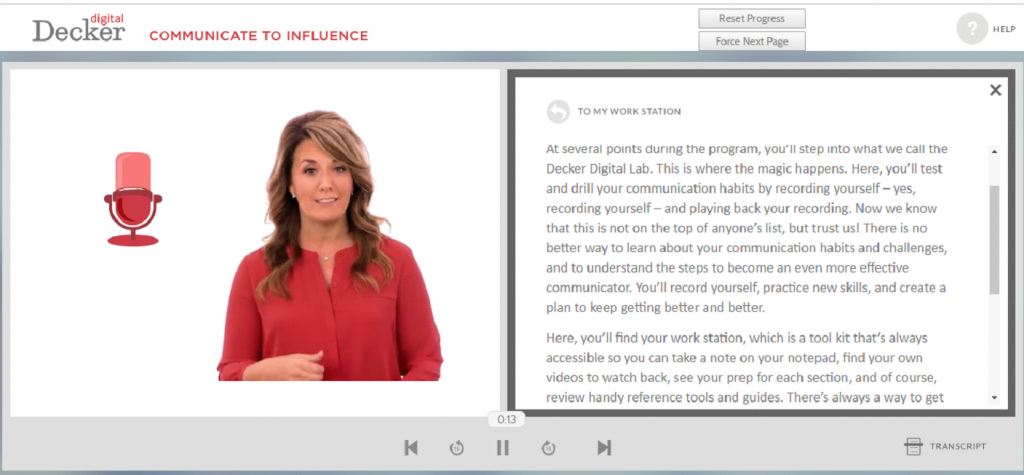 digital
Decker
COMMUNICATE TO INFLUENCE
Reset Progress
Force Next Page
?
HELP
TO MY WORK STATION
At several points during the program, you'll step into what we call the
Decker Digital Lab. This is where the magic happens. Here, you'll test
and drill your communication habits by recording yourself – yes,
recording yourself – and playing back your recording. Now we know
that this is not on the top of anyone's list, but trust us! There is no
better way to learn about your communication habits and challenges,
and to understand the steps to become an even more effective
communicator. You'll record yourself, practice new skills, and create a
plan to keep getting better and better.
Here, you'll find your work station, which is a tool kit that's always
accessible so you can take a note on your notepad, find your own
videos to watch back, see your prep for each section, and of course,
review handy reference tools and guides. There's always a way to get
0:13
TRANSCRIPT